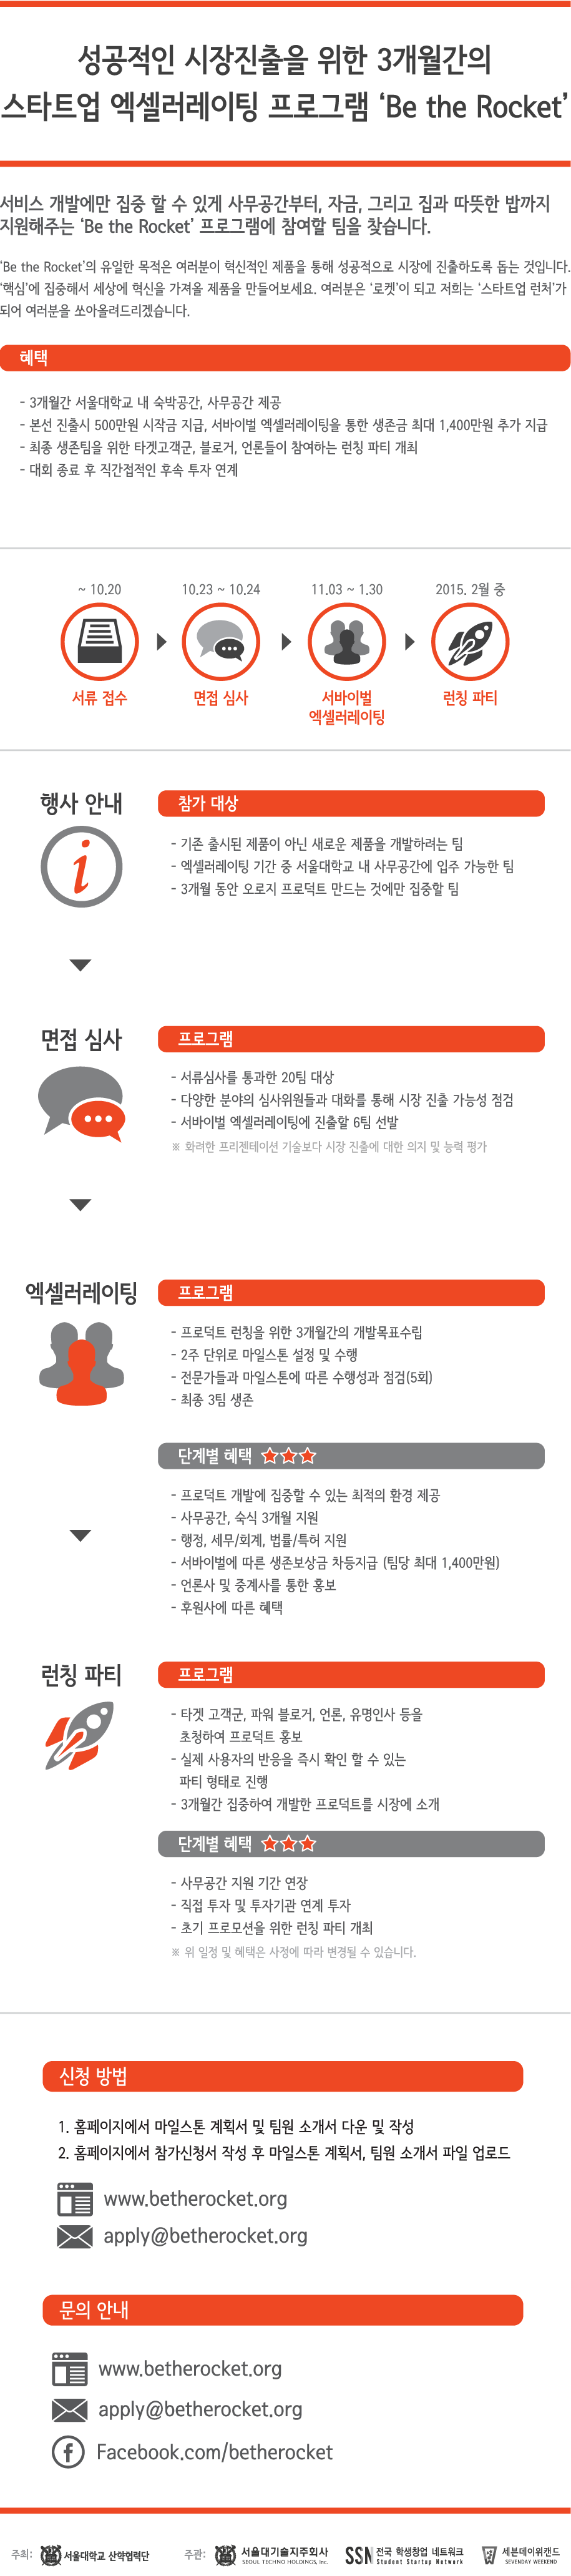 성공적인 시장진출을 위한 3개월간의
스타트업 엑셀러레이팅 프로그램 ‘Be the Rocket’
서비스 개발에만 집중 할 수 있게 사무공간부터, 자금, 그리고 집과 따뜻한 밥까지
지원해주는 ‘Be the Rocket’ 프로그램에 참여할 팀을 찾습니다.
‘Be the Rocket’의 유일한 목적은 여러분이 혁신적인 제품을 통해 성공적으로 시장에 진출하도록 돕는 것입니다.
‘핵심’에 집중해서 세상에 혁신을 가져올 제품을 만들어보세요. 여러분은 ‘로켓’이 되고 저희는 ‘스타트업 런처’가
되어 여러분을 쏘아올려드리겠습니다.
혜택
- 3개월간 서울대학교 내 숙박공간, 사무공간 제공
- 본선 진출시 500만원 시작금 지급, 서바이벌 엑셀러레이팅을 통한 생존금 최대 1,400만원 추가 지급
- 최종 생존팀을 위한 타겟고객군, 블로거, 언론들이 참여하는 런칭 파티 개최
- 대회 종료 후 직간접적인 후속 투자 연계
~ 10.20
10.23 ~ 10.24
11.03 ~ 1.30
2015. 2월 중
서류 접수
면접 심사
서바이벌
엑셀러레이팅
런칭 파티
행사 안내
참가 대상
- 기존 출시된 제품이 아닌 새로운 제품을 개발하려는 팀
- 엑셀러레이팅 기간 중 서울대학교 내 사무공간에 입주 가능한 팀
- 3개월 동안 오로지 프로덕트 만드는 것에만 집중할 팀
면접 심사
프로그램
- 서류심사를 통과한 20팀 대상
- 다양한 분야의 심사위원들과 대화를 통해 시장 진출 가능성 점검
- 서바이벌 엑셀러레이팅에 진출할 6팀 선발
※ 화려한 프리젠테이션 기술보다 시장 진출에 대한 의지 및 능력 평가
엑셀러레이팅
프로그램
- 프로덕트 런칭을 위한 3개월간의 개발목표수립
- 2주 단위로 마일스톤 설정 및 수행
- 전문가들과 마일스톤에 따른 수행성과 점검(5회)
- 최종 3팀 생존
단계별 혜택
- 프로덕트 개발에 집중할 수 있는 최적의 환경 제공
- 사무공간, 숙식 3개월 지원
- 행정, 세무/회계, 법률/특허 지원
- 서바이벌에 따른 생존보상금 차등지급 (팀당 최대 1,400만원)
- 언론사 및 중계사를 통한 홍보
- 후원사에 따른 혜택
런칭 파티
프로그램
- 타겟 고객군, 파워 블로거, 언론, 유명인사 등을
초청하여 프로덕트 홍보
- 실제 사용자의 반응을 즉시 확인 할 수 있는
파티 형태로 진행
- 3개월간 집중하여 개발한 프로덕트를 시장에 소개
단계별 혜택
- 사무공간 지원 기간 연장
- 직접 투자 및 투자기관 연계 투자
- 초기 프로모션을 위한 런칭 파티 개최
※ 위 일정 및 혜택은 사정에 따라 변경될 수 있습니다.
신청 방법
1. 홈페이지에서 마일스톤 계획서 및 팀원 소개서 다운 및 작성
2. 홈페이지에서 참가신청서 작성 후 마일스톤 계획서, 팀원 소개서 파일 업로드
www.betherocket.org
apply@betherocket.org
문의 안내
www.betherocket.org
apply@betherocket.org
Facebook.com/betherocket
주최: 서울대학교 산학협력단
주관: 서울대기술지주회사
SEOUL TECHNO HOLDINGS, Inc.
SSN 전국 학생창업 네트워크
Student Startup Network
세븐데이위캔드
SEVENDAY WEEKEND